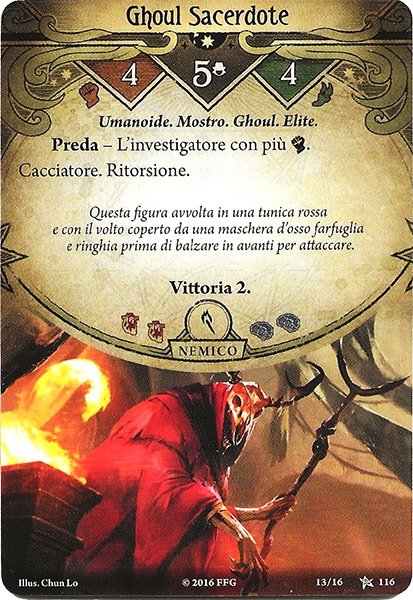 Ghoul Sacerdote
4 5 4
Umanoide. Mostro. Ghoul. Elite.
Preda – L'investigatore con più .
Cacciatore. Ritorsione.
Questa figura avvolta in una tunica rossa
e con il volto coperto da una maschera d'osso farfuglia
e ringhia prima di balzare in avanti per attaccare.
Vittoria 2.
NEMICO
Illus. Chun Lo © 2016 FFG 13/16 116